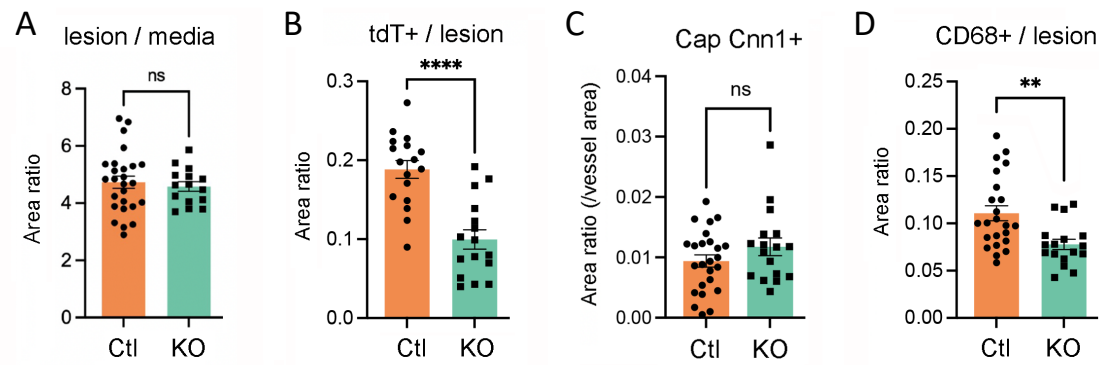 A
lesion / media
ns
8
6
4
2
0
Area ratio
Ctl
KO
B
tdT+ / lesion
****
0.3
0.2
0.1
0.0
Area ratio
Ctl
KO
C
Cap Cnn1+
ns
0.04
0.03
0.02
0.01
0.00
Area ratio (/vessel area)
Ctl
KO
D
CD68+ / lesion
**
0.25
0.20
0.15
0.10
0.05
0.00
Area ratio
Ctl
KO